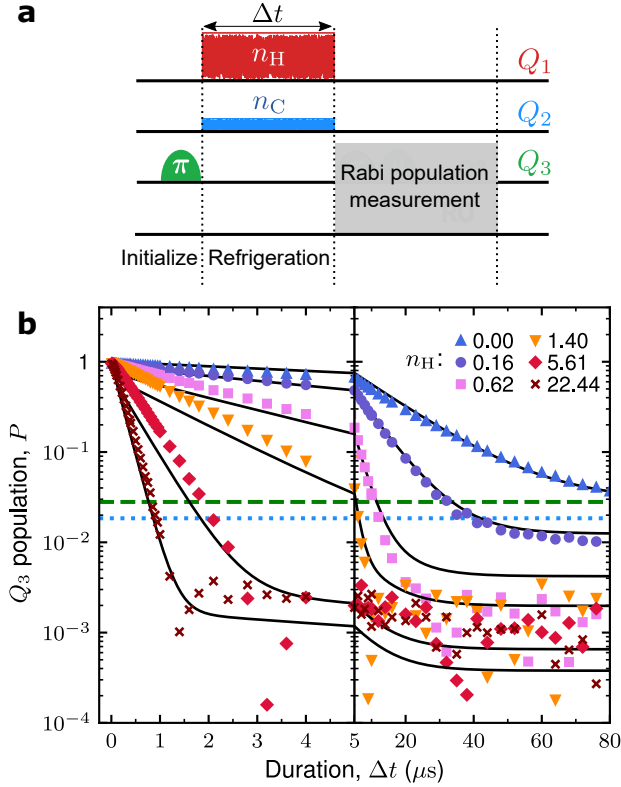 a
Δt
n_H
Q_1
n_C
Q_2
π
Q_3
Rabi population
measurement
Initialize
Refrigeration
b
n_H:
0.00
1.40
0.16
5.61
0.62
22.44
1
10^−1
10^−2
10^−3
10^−4
Q_3 population, P
0 1 2 3 4 5 20 40 60 80
Duration, Δt (μs)